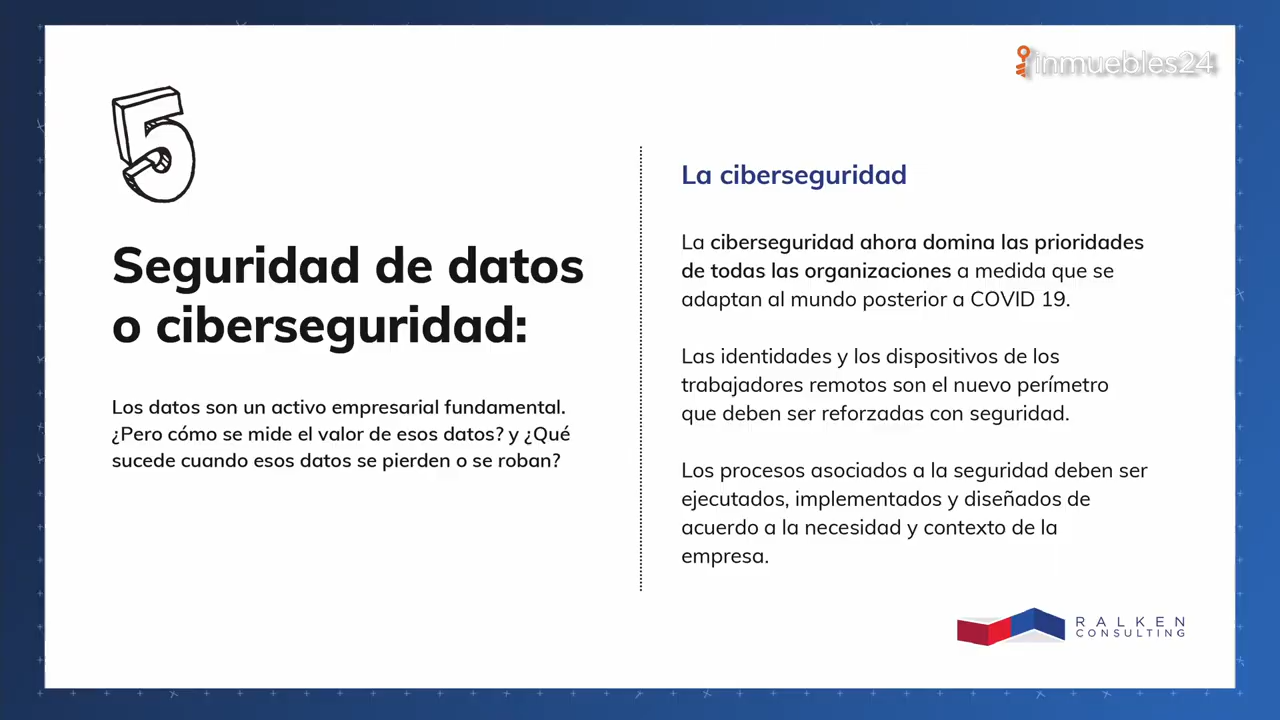 inmuebles24
5
Seguridad de datos
o ciberseguridad:
Los datos son un activo empresarial fundamental.
¿Pero cómo se mide el valor de esos datos? y ¿Qué
sucede cuando esos datos se pierden o se roban?
La ciberseguridad
La ciberseguridad ahora domina las prioridades
de todas las organizaciones a medida que se
adaptan al mundo posterior a COVID 19.
Las identidades y los dispositivos de los
trabajadores remotos son el nuevo perímetro
que deben ser reforzadas con seguridad.
Los procesos asociados a la seguridad deben ser
ejecutados, implementados y diseñados de
acuerdo a la necesidad y contexto de la
empresa.
RALKEN
CONSULTING